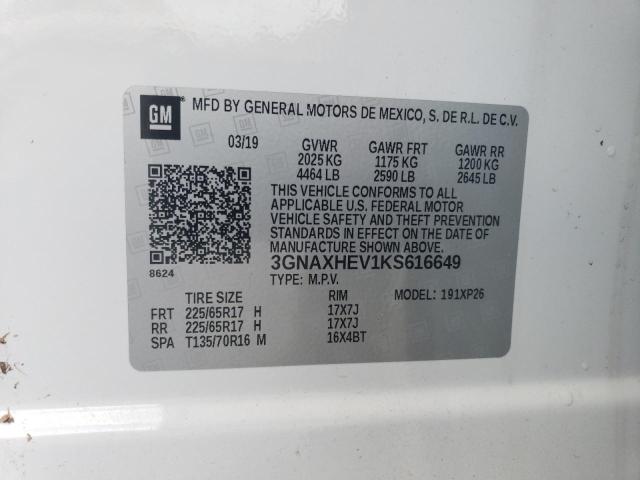 GM ® MFD BY GENERAL MOTORS DE MEXICO, S. DE R.L. DE C.V.
03/19 GVWR GAWR FRT GAWR RR
2025 KG 1175 KG 1200 KG
4464 LB 2590 LB 2645 LB
THIS VEHICLE CONFORMS TO ALL
APPLICABLE U.S. FEDERAL MOTOR
VEHICLE SAFETY AND THEFT PREVENTION
STANDARDS IN EFFECT ON THE DATE OF
MANUFACTURE SHOWN ABOVE.
8624 3GNAXHEV1KS616649
TYPE: M.P.V.
TIRE SIZE RIM MODEL: 191XP26
FRT 225/65R17 H 17X7J
RR 225/65R17 H 17X7J
SPA T135/70R16 M 16X4BT